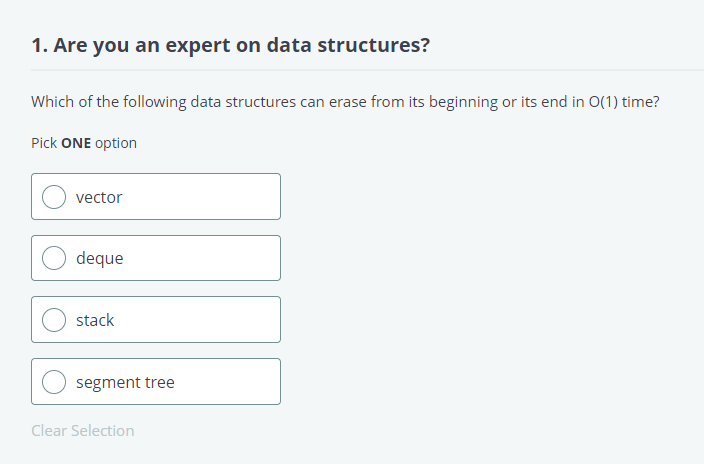 1. Are you an expert on data structures?
Which of the following data structures can erase from its beginning or its end in O(1) time?
Pick ONE option
vector
deque
stack
segment tree
Clear Selection